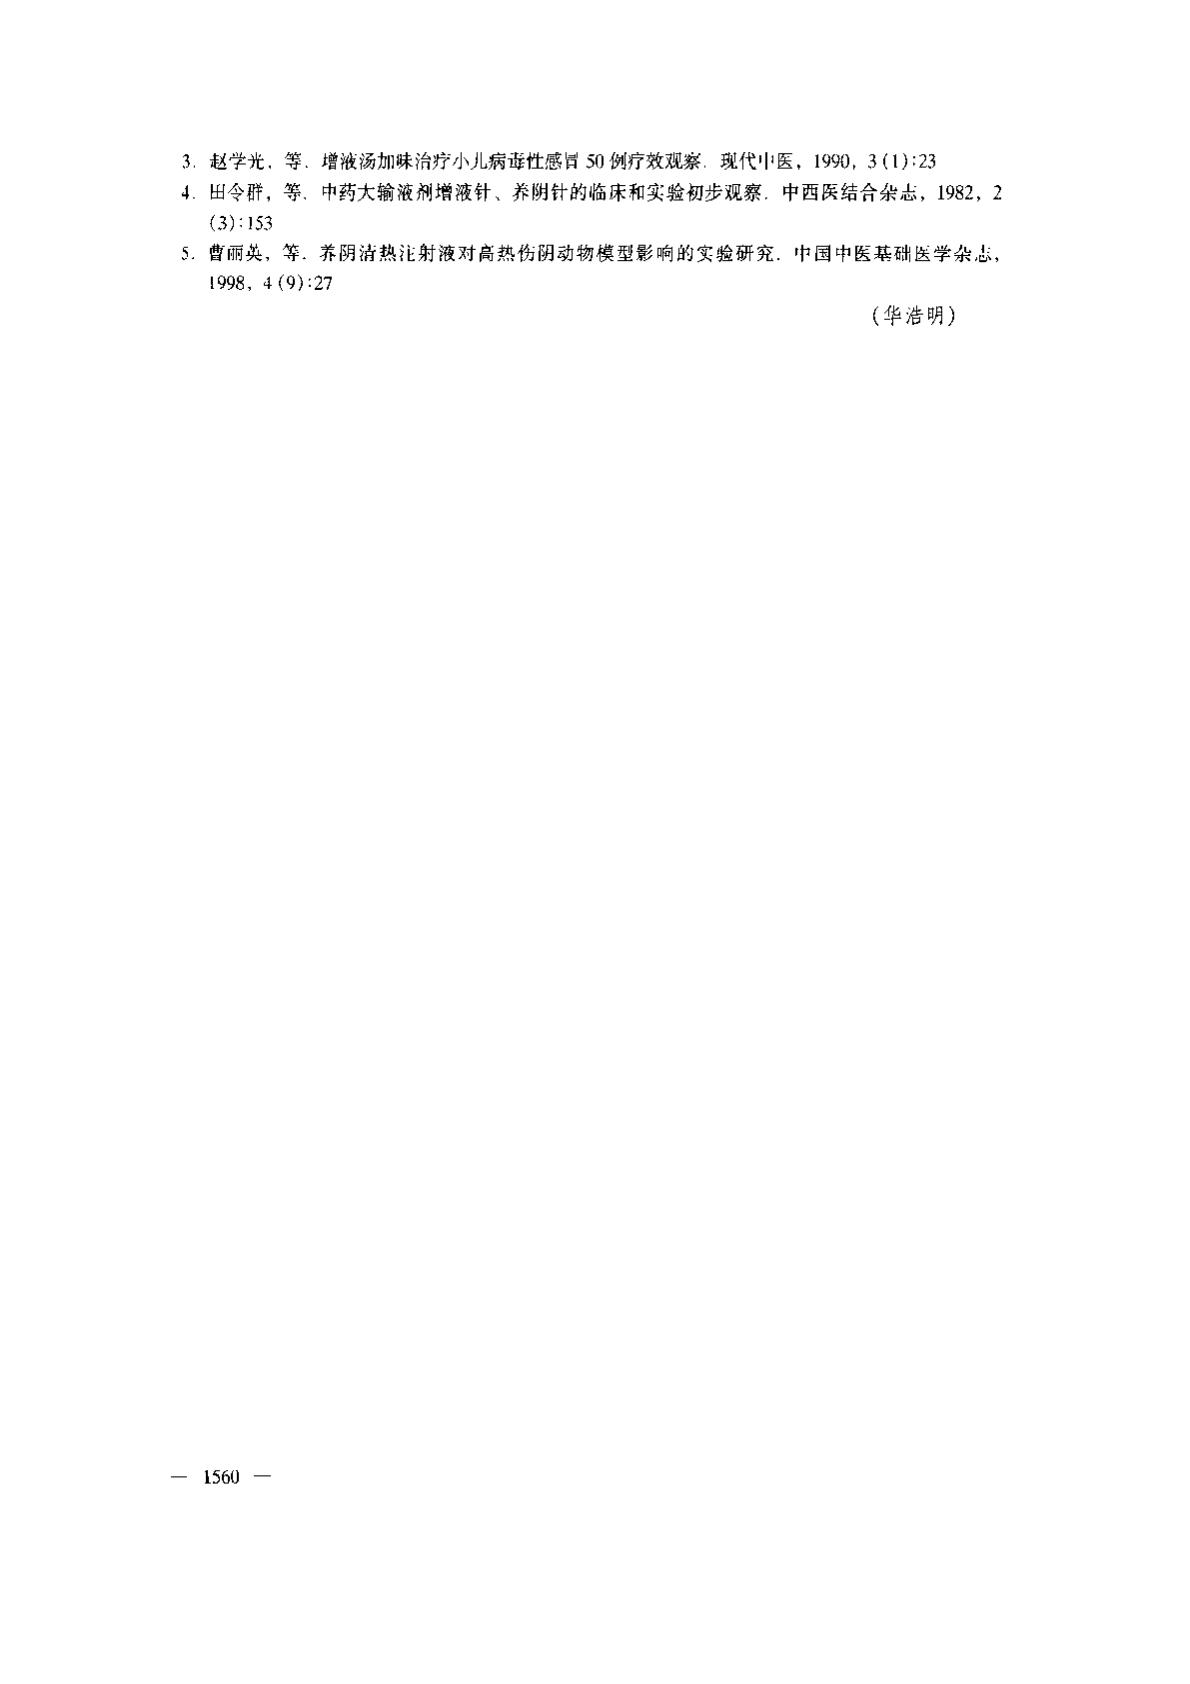 3. 赵学光, 等. 增液汤加味治疗小儿病毒性感冒 50 例疗效观察. 现代中医, 1990, 3 (1):23
4. 田令群, 等. 中药大输液剂增液针、养阴针的临床和实验初步观察. 中西医结合杂志, 1982, 2
(3):153
5. 曹丽英, 等. 养阴清热注射液对高热伤阴动物模型影响的实验研究. 中国中医基础医学杂志,
1998, 4 (9):27
(华浩明)
— 1560 —